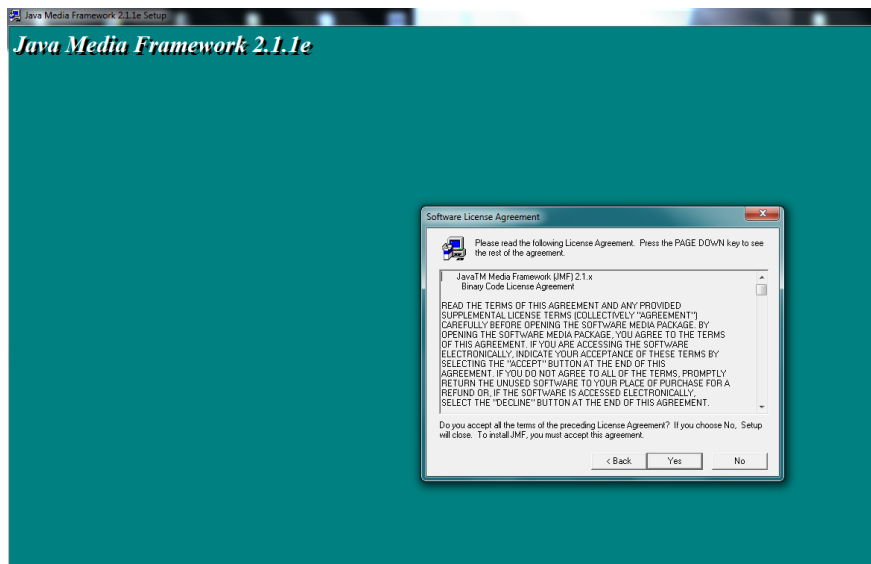 Java Media Framework 2.1.1e Setup
Java Media Framework 2.1.1e
Software License Agreement
Please read the following License Agreement. Press the PAGE DOWN key to see
the rest of the agreement.
JavaTM Media Framework (JMF) 2.1.x
Binary Code License Agreement
READ THE TERMS OF THIS AGREEMENT AND ANY PROVIDED
SUPPLEMENTAL LICENSE TERMS (COLLECTIVELY "AGREEMENT")
CAREFULLY BEFORE OPENING THE SOFTWARE MEDIA PACKAGE. BY
OPENING THE SOFTWARE MEDIA PACKAGE, YOU AGREE TO THE TERMS
OF THIS AGREEMENT. IF YOU ARE ACCESSING THE SOFTWARE
ELECTRONICALLY, INDICATE YOUR ACCEPTANCE OF THESE TERMS BY
SELECTING THE "ACCEPT" BUTTON AT THE END OF THIS
AGREEMENT. IF YOU DO NOT AGREE TO ALL OF THE TERMS, PROMPTLY
RETURN THE UNUSED SOFTWARE TO YOUR PLACE OF PURCHASE FOR A
REFUND OR, IF THE SOFTWARE IS ACCESSED ELECTRONICALLY,
SELECT THE "DECLINE" BUTTON AT THE END OF THIS AGREEMENT.
Do you accept all the terms of the preceding License Agreement? If you choose No, Setup
will close. To install JMF, you must accept this agreement.
< Back Yes No